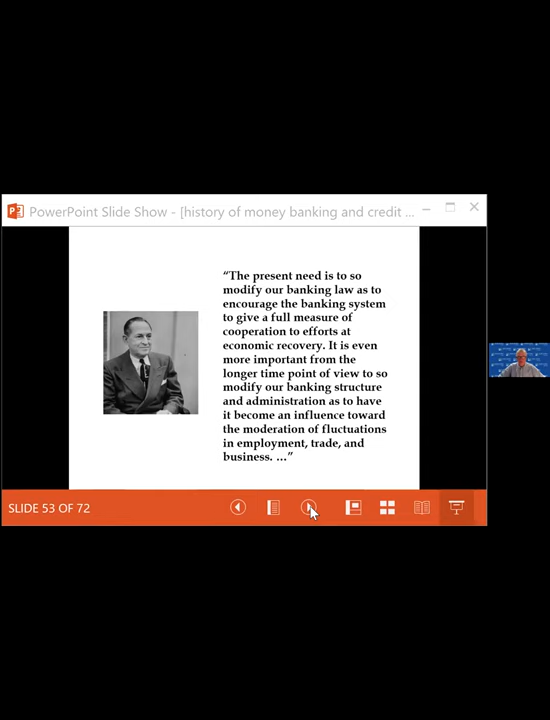 PowerPoint Slide Show - [history of money banking and credit ...
“The present need is to so
modify our banking law as to
encourage the banking system
to give a full measure of
cooperation to efforts at
economic recovery. It is even
more important from the
longer time point of view to so
modify our banking structure
and administration as to have
it become an influence toward
the moderation of fluctuations
in employment, trade, and
business. …”
SLIDE 53 OF 72